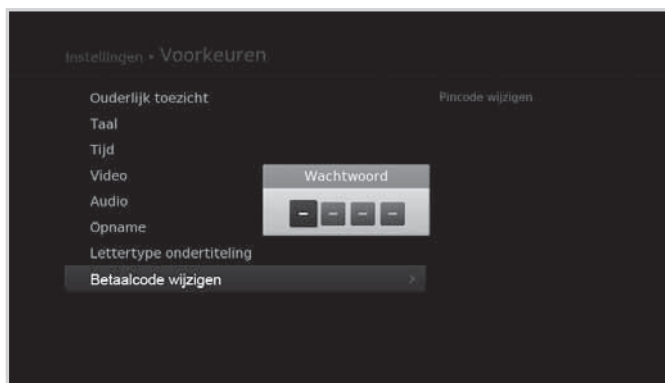 Instellingen • Voorkeuren
Ouderlijk toezicht
Pincode wijzigen
Taal
Tijd
Video
Wachtwoord
Audio
– – – –
Opname
Lettertype ondertiteling
Betaalcode wijzigen >